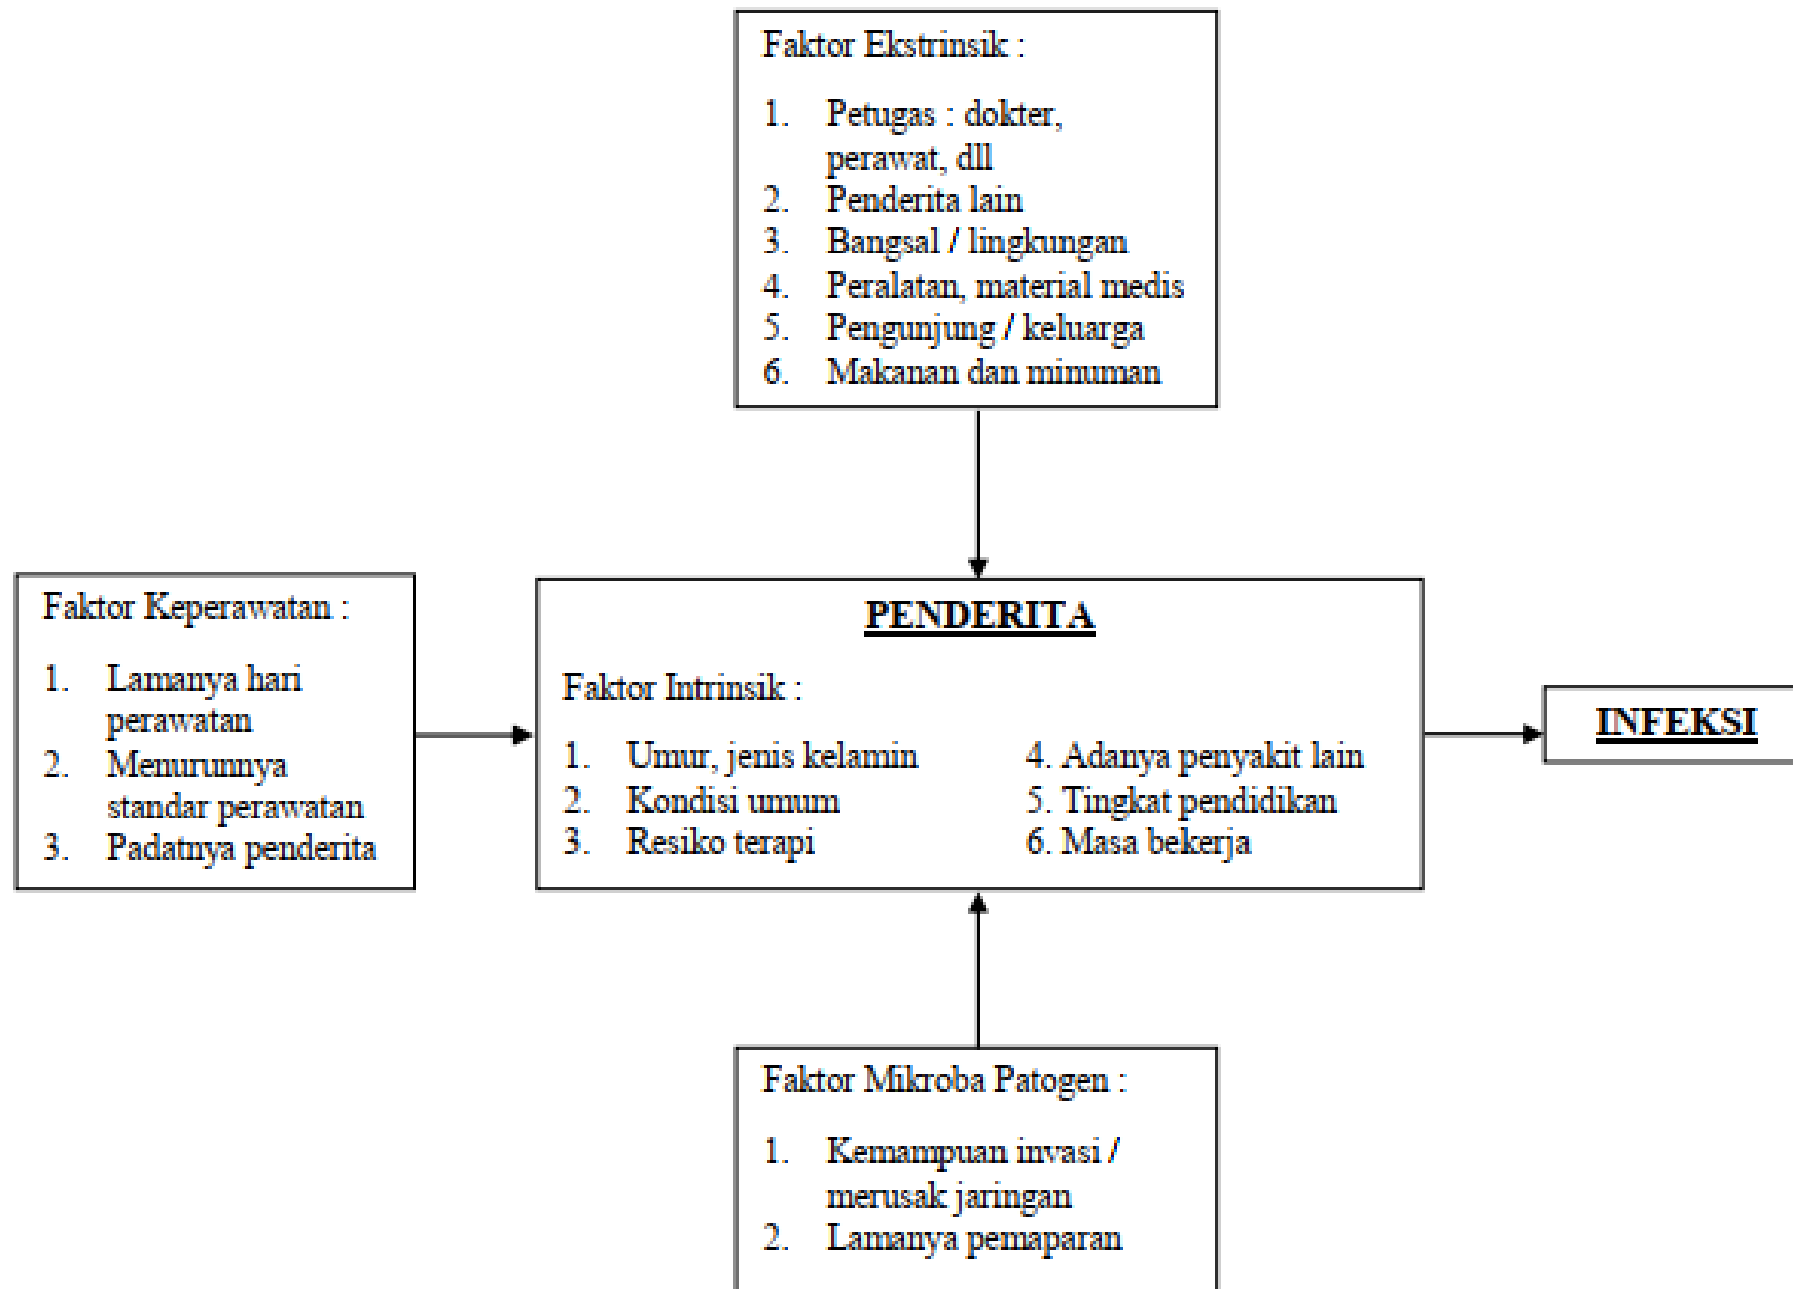 Faktor Ekstrinsik :
1. Petugas : dokter,
perawat, dll
2. Penderita lain
3. Bangsal / lingkungan
4. Peralatan, material medis
5. Pengunjung / keluarga
6. Makanan dan minuman
Faktor Keperawatan :
1. Lamanya hari
perawatan
2. Menurunnya
standar perawatan
3. Padatnya penderita
PENDERITA
Faktor Intrinsik :
1. Umur, jenis kelamin
2. Kondisi umum
3. Resiko terapi
4. Adanya penyakit lain
5. Tingkat pendidikan
6. Masa bekerja
INFEKSI
Faktor Mikroba Patogen :
1. Kemampuan invasi /
merusak jaringan
2. Lamanya pemaparan